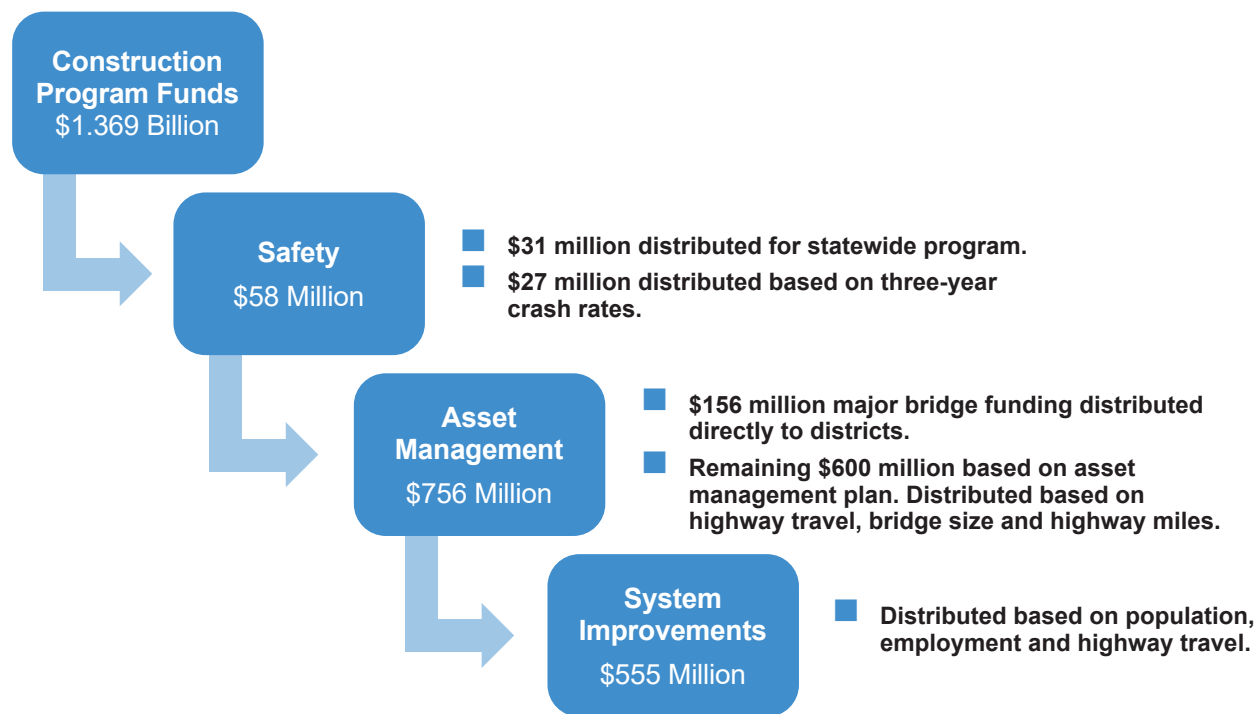 Construction
Program Funds
$1.369 Billion
Safety
$58 Million
$31 million distributed for statewide program.
$27 million distributed based on three-year
crash rates.
Asset
Management
$756 Million
$156 million major bridge funding distributed
directly to districts.
Remaining $600 million based on asset
management plan. Distributed based on
highway travel, bridge size and highway miles.
System
Improvements
$555 Million
Distributed based on population,
employment and highway travel.